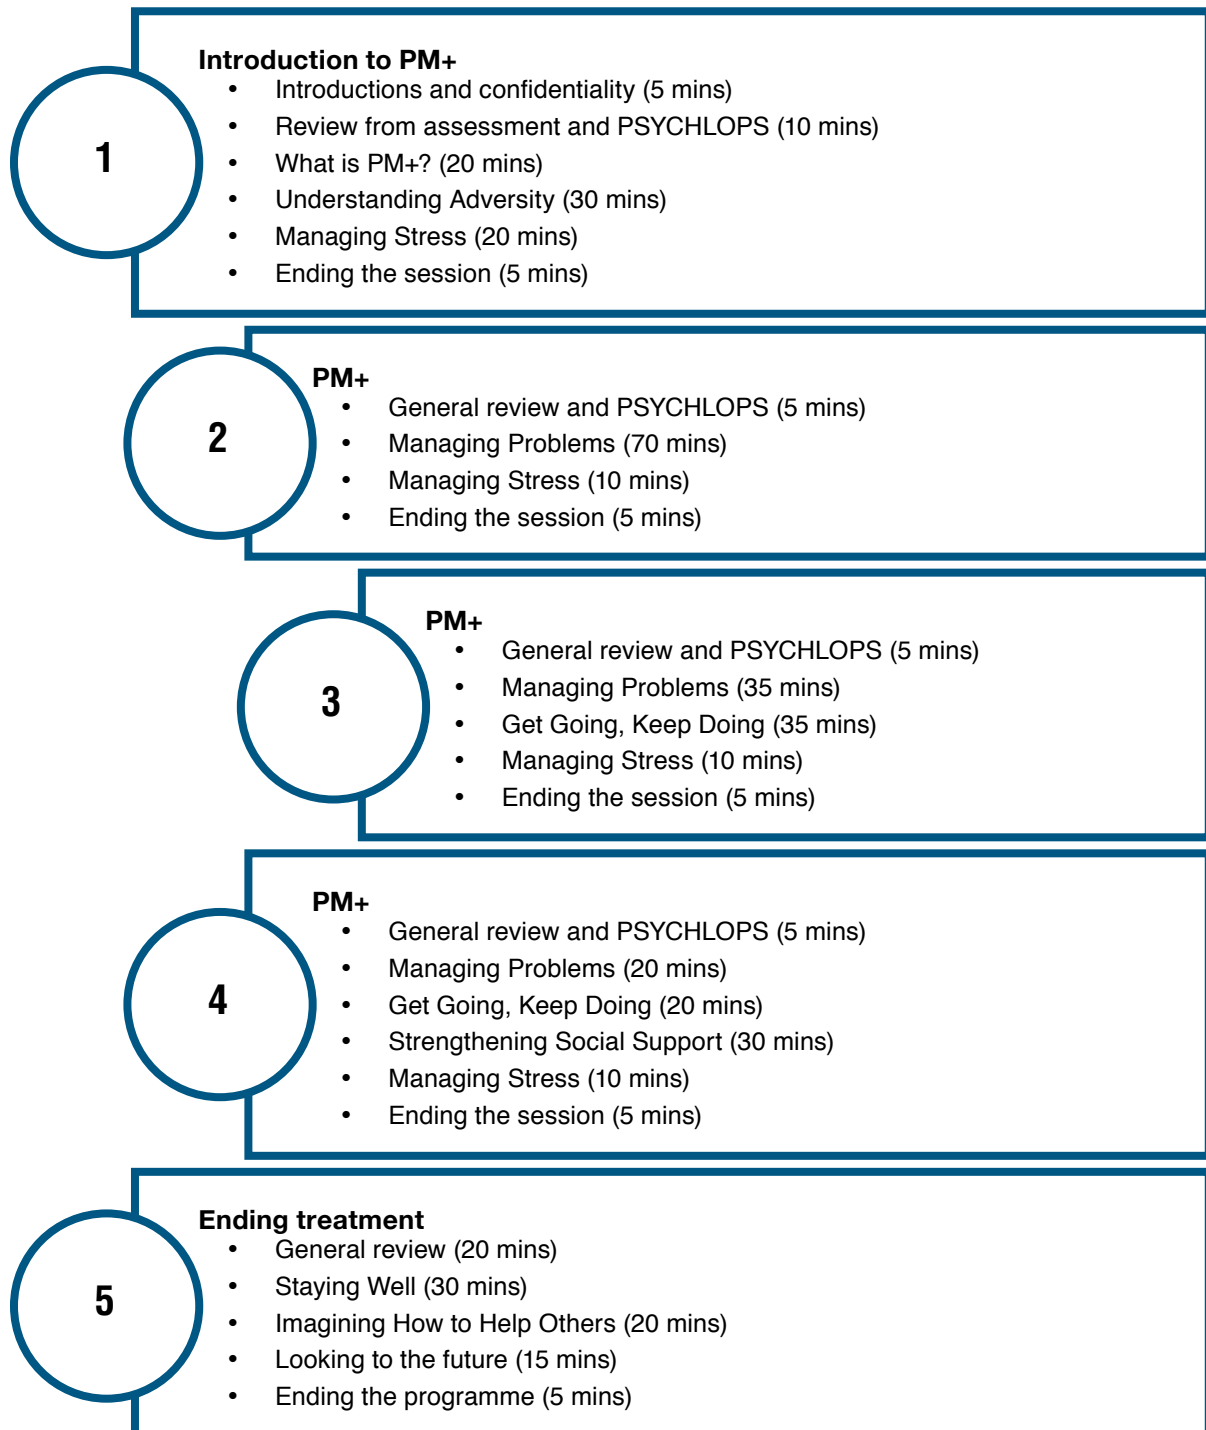 1
Introduction to PM+
• Introductions and confidentiality (5 mins)
• Review from assessment and PSYCHLOPS (10 mins)
• What is PM+? (20 mins)
• Understanding Adversity (30 mins)
• Managing Stress (20 mins)
• Ending the session (5 mins)
2
PM+
• General review and PSYCHLOPS (5 mins)
• Managing Problems (70 mins)
• Managing Stress (10 mins)
• Ending the session (5 mins)
3
PM+
• General review and PSYCHLOPS (5 mins)
• Managing Problems (35 mins)
• Get Going, Keep Doing (35 mins)
• Managing Stress (10 mins)
• Ending the session (5 mins)
4
PM+
• General review and PSYCHLOPS (5 mins)
• Managing Problems (20 mins)
• Get Going, Keep Doing (20 mins)
• Strengthening Social Support (30 mins)
• Managing Stress (10 mins)
• Ending the session (5 mins)
5
Ending treatment
• General review (20 mins)
• Staying Well (30 mins)
• Imagining How to Help Others (20 mins)
• Looking to the future (15 mins)
• Ending the programme (5 mins)